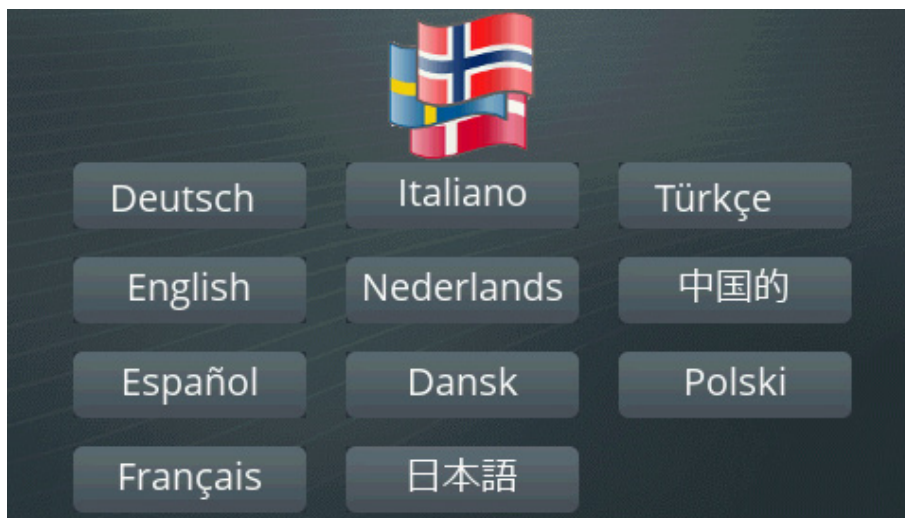 Deutsch
Italiano
Türkçe
English
Nederlands
中国的
Español
Dansk
Polski
Français
日本語